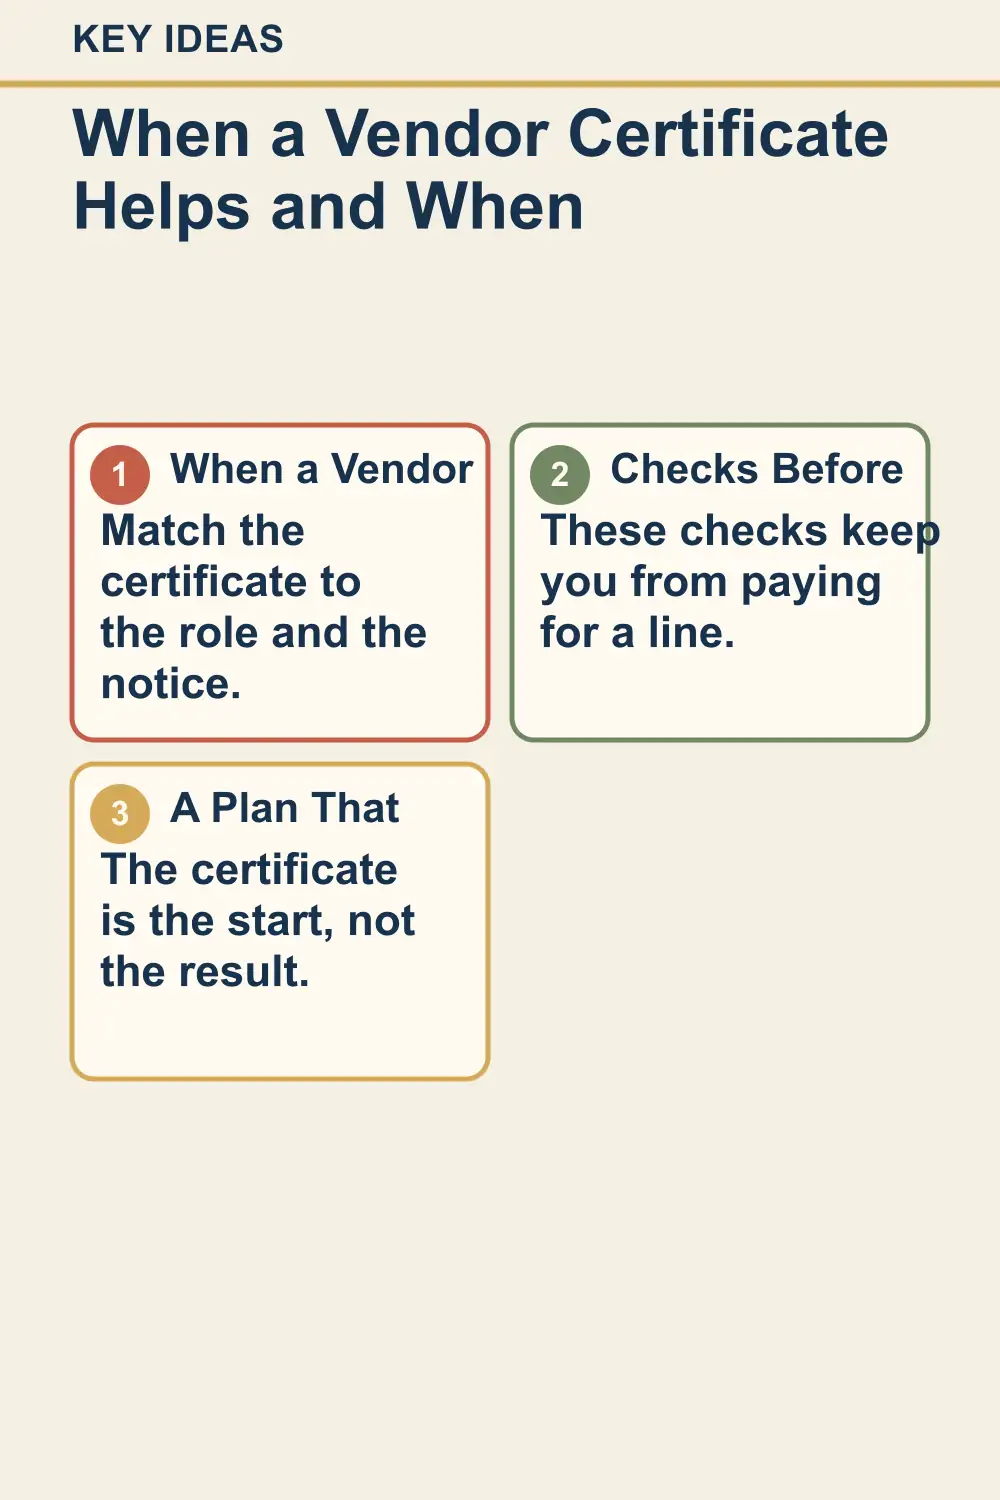 KEY IDEAS
When a Vendor Certificate
Helps and When
1 When a Vendor
Match the
certificate to
the role and the
notice.
2 Checks Before
These checks keep
you from paying
for a line.
3 A Plan That
The certificate
is the start, not
the result.